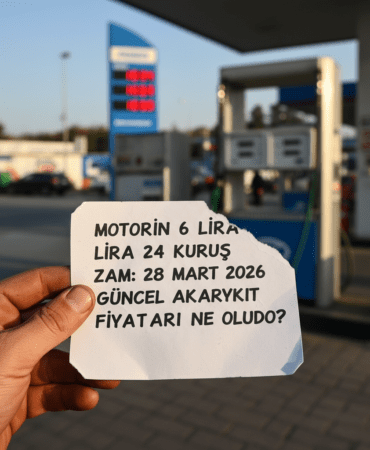 MOTORİN 6 LİRA
LİRA 24 KURUŞ
ZAM: 28 MART 2026
GÜNCEL AKARYKIT
FİYATARI NE OLUDO?